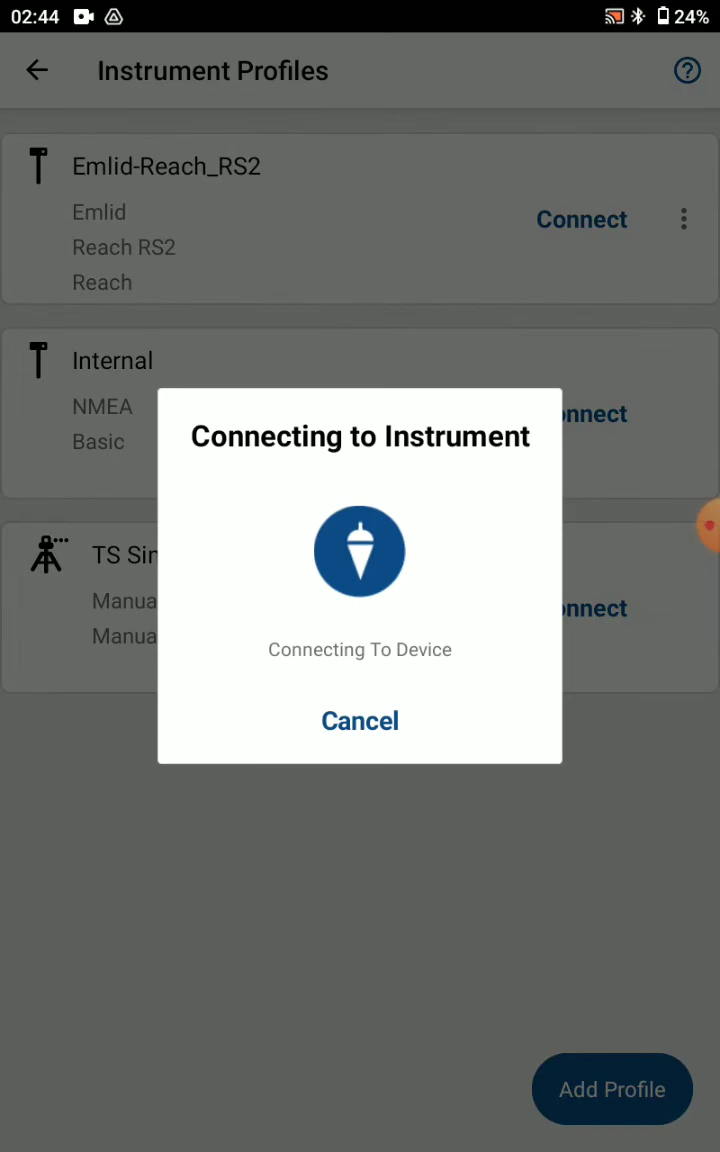 02:44 24%
Instrument Profiles
Emlid-Reach_RS2
Emlid
Connect
Reach RS2
Reach
Internal
NMEA
nnect
Basic
Connecting to Instrument
TS Sin
Manua
nnect
Manua
Connecting To Device
Cancel
Add Profile